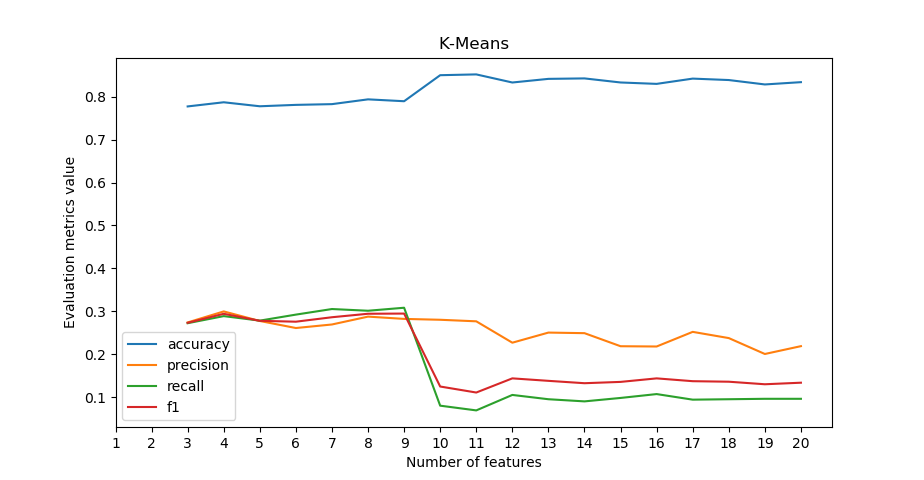 K-Means
Evaluation metrics value
0.8
0.7
0.6
0.5
0.4
0.3
0.2
0.1
accuracy
precision
recall
f1
1 2 3 4 5 6 7 8 9 10 11 12 13 14 15 16 17 18 19 20
Number of features